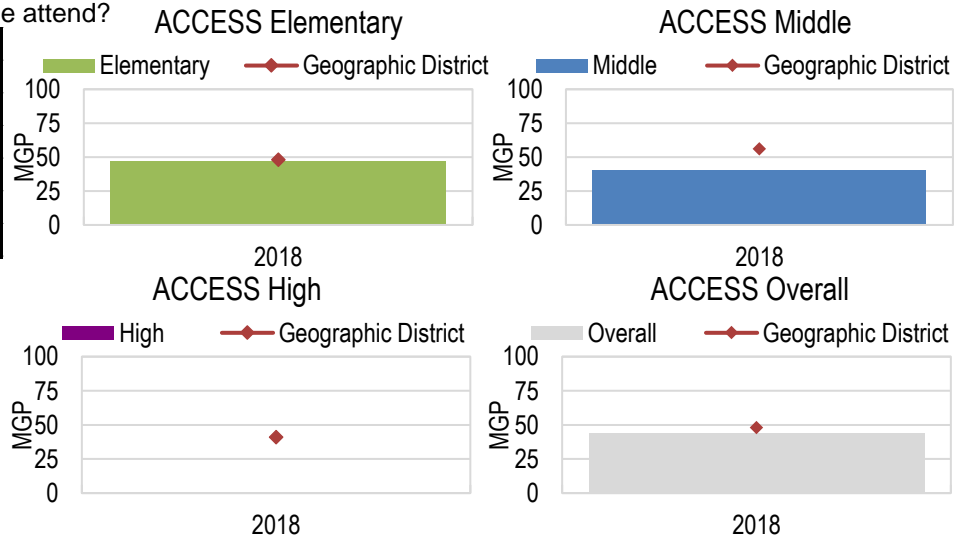 e attend?
ACCESS Elementary
Elementary Geographic District
100
75
50
25
0
MGP
2018
ACCESS Middle
Middle Geographic District
100
75
50
25
0
MGP
2018
ACCESS High
High Geographic District
100
75
50
25
0
MGP
2018
ACCESS Overall
Overall Geographic District
100
75
50
25
0
MGP
2018